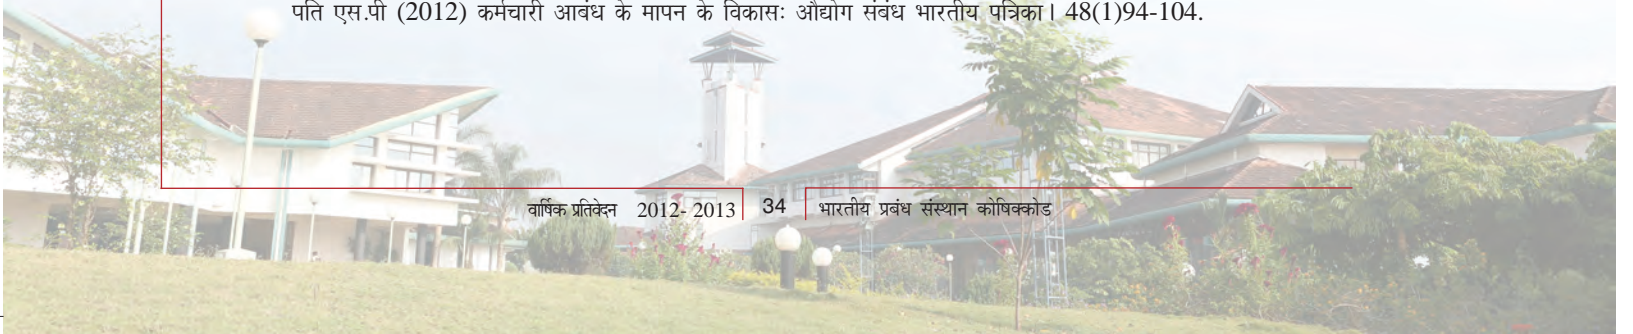 पति एस.पी (2012) कर्मचारी आबंध के मापन के विकासः औद्योग संबंध भारतीय पत्रिका। 48(1)94-104.
वार्षिक प्रतिवेदन 2012- 2013 34 भारतीय प्रबंध संस्थान कोषिक्कोड